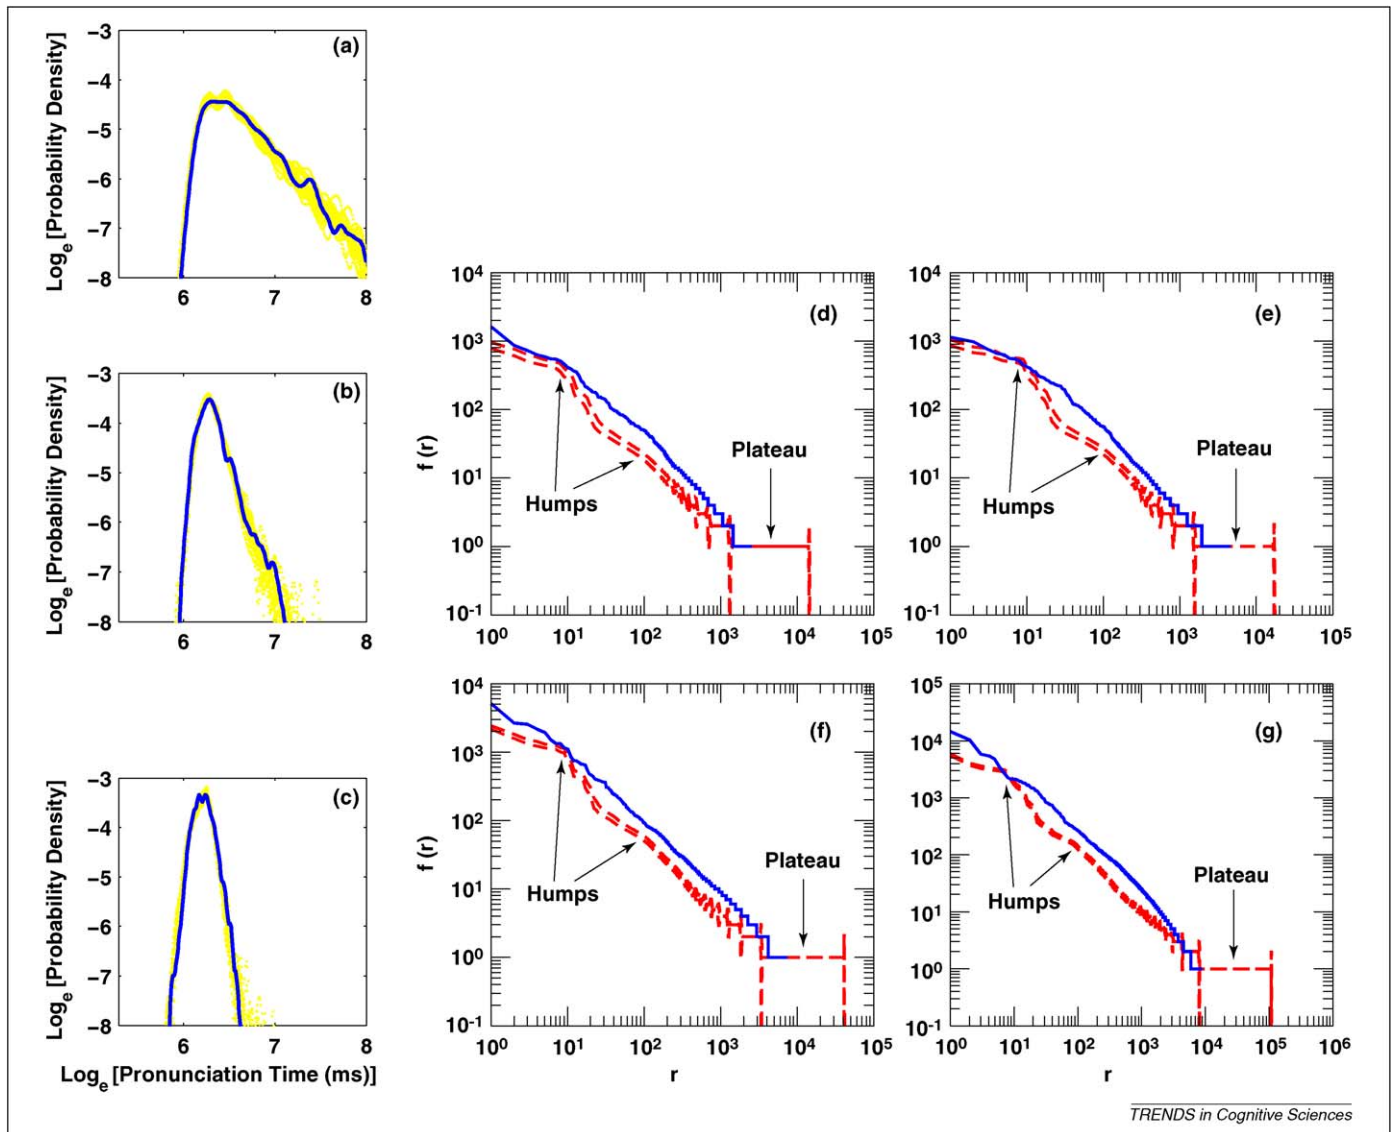 (a)
Log_e [Probability Density]
−3
−4
−5
−6
−7
−8
6 7 8
(b)
Log_e [Probability Density]
−3
−4
−5
−6
−7
−8
6 7 8
(c)
Log_e [Probability Density]
−3
−4
−5
−6
−7
−8
6 7 8
Log_e [Pronunciation Time (ms)]
(d)
f (r)
10^4
10^3
10^2
10^1
10^0
10^-1
Plateau
Humps
10^0 10^1 10^2 10^3 10^4 10^5
(e)
10^4
10^3
10^2
10^1
10^0
10^-1
Plateau
Humps
10^0 10^1 10^2 10^3 10^4 10^5
(f)
f (r)
10^4
10^3
10^2
10^1
10^0
10^-1
Plateau
Humps
10^0 10^1 10^2 10^3 10^4 10^5
r
(g)
10^5
10^4
10^3
10^2
10^1
10^0
10^-1
Plateau
Humps
10^0 10^1 10^2 10^3 10^4 10^5 10^6
r
TRENDS in Cognitive Sciences